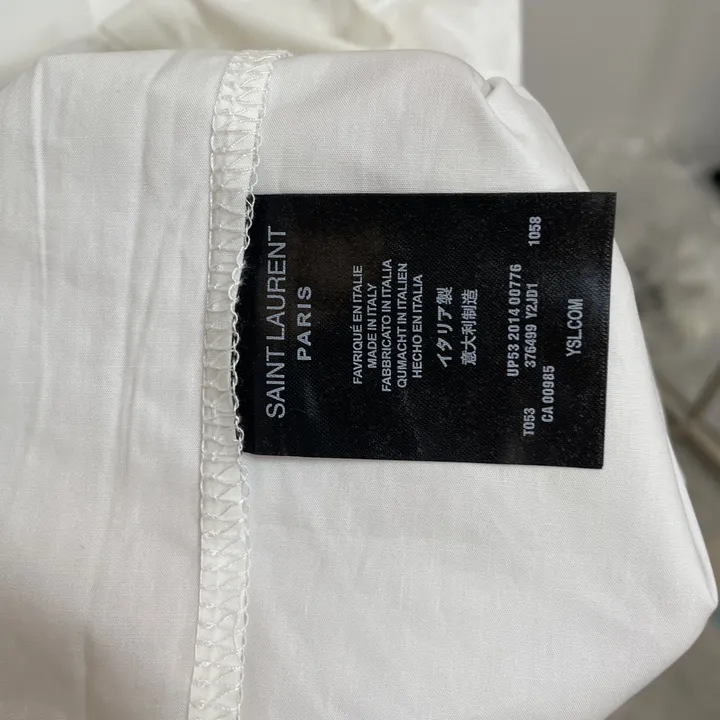 SAINT LAURENT
PARIS
FAVRIQUÉ EN ITALIE
MADE IN ITALY
FABBRICATO IN ITALIA
QUMACHT IN ITALIEN
HECHO EN ITALIA
イタリア製
意大利制造
UP53 2014 00776 1058
376499 Y2JD1
T053 CA 00985 YSL.COM